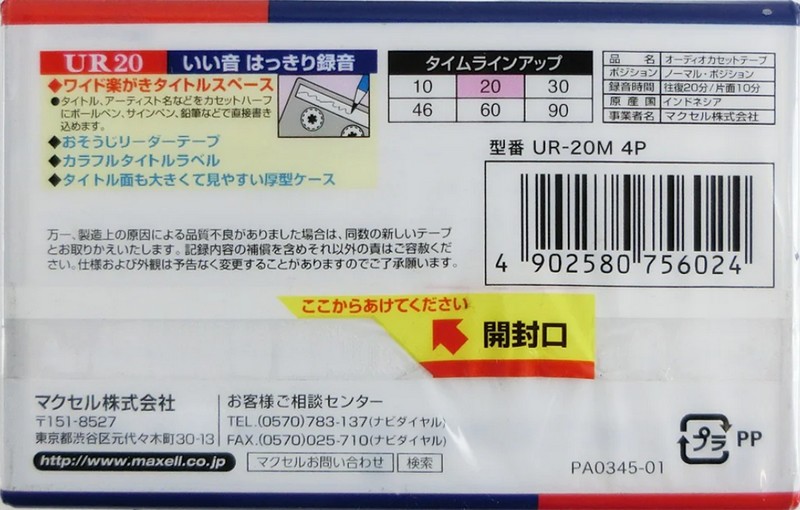 UR20 いい音 はっきり録音
◆ワイド楽がきタイトルスペース
●タイトル、アーティスト名などをカセットハーフ
にボールペン、サインペン、鉛筆などで直接書き
込めます。
◆おそうじリーダーテープ
◆カラフルタイトルラベル
◆タイトル面も大きくて見やすい厚型ケース
タイムラインアップ
10 20 30
46 60 90
品名 オーディオカセットテープ
ポジション ノーマル・ポジション
録音時間 往復20分/片面10分
原産国 インドネシア
事業者名 マクセル株式会社
型番 UR-20M 4P
4 902580 756024
万一、製造上の原因による品質不良がありました場合は、同数の新しいテープ
とお取りかえいたします。記録内容の補償を含めそれ以外の責はご容赦くだ
さい。仕様および外観は予告なく変更することがありますのでご了承願います。
ここからあけてください
開封口
マクセル株式会社
〒151-8527
東京都渋谷区元代々木町30-13
http://www.maxell.co.jp
お客様ご相談センター
TEL.(0570)783-137(ナビダイヤル)
FAX.(0570)025-710(ナビダイヤル)
マクセルお問い合わせ 検索
プラ PP
PA0345-01